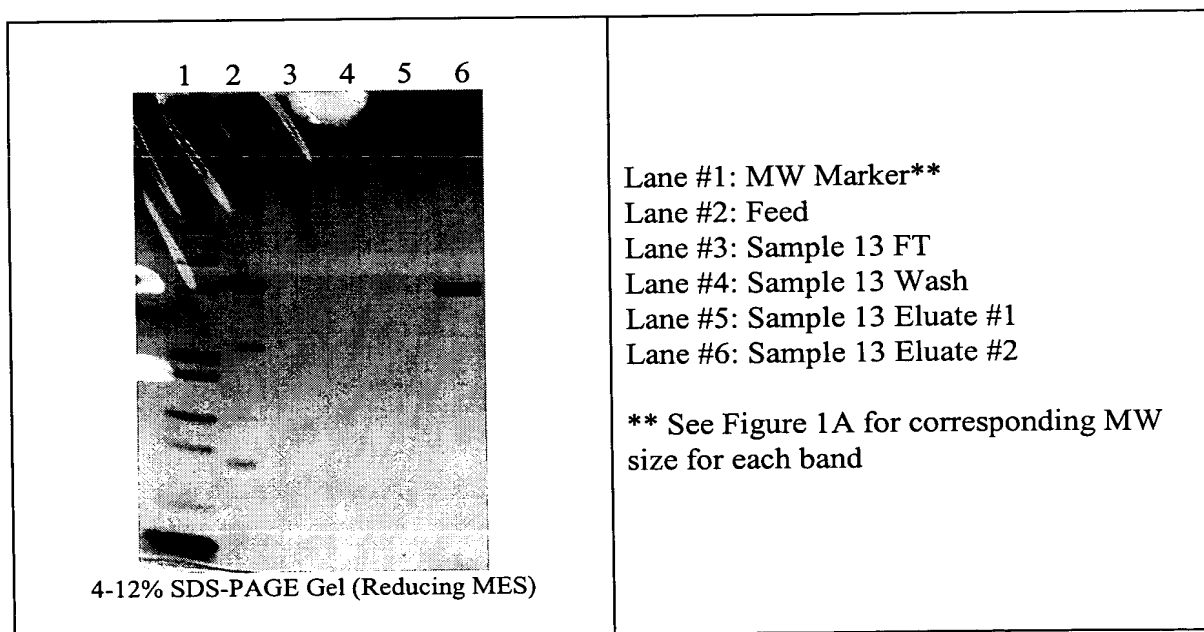 1 2 3 4 5 6
4-12% SDS-PAGE Gel (Reducing MES)
Lane #1: MW Marker**
Lane #2: Feed
Lane #3: Sample 13 FT
Lane #4: Sample 13 Wash
Lane #5: Sample 13 Eluate #1
Lane #6: Sample 13 Eluate #2
** See Figure 1A for corresponding MW
size for each band